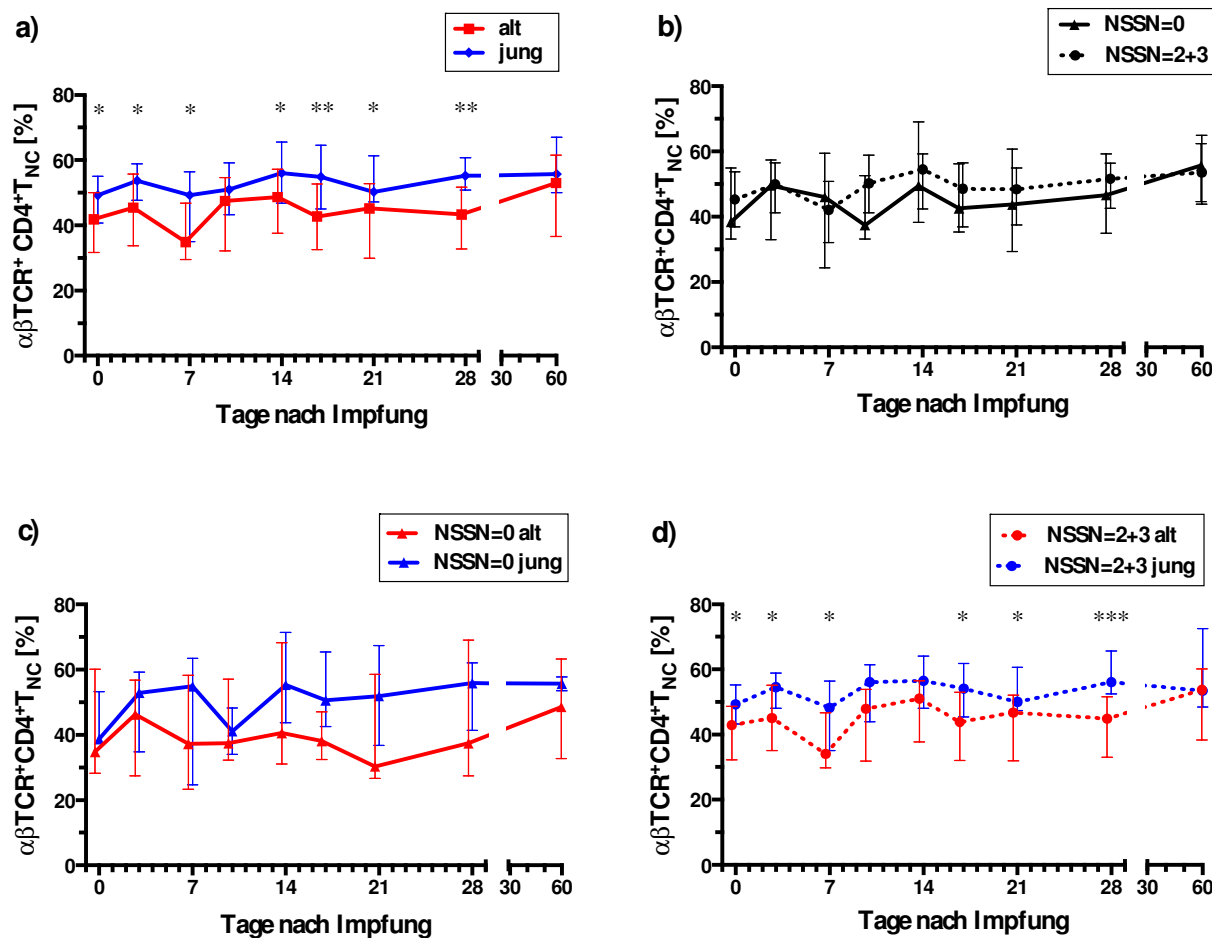 a)
alt
jung
* * * * ** * **
αβTCR⁺ CD4⁺T_NC [%]
80
60
40
20
0
0 7 14 21 28 30 60
Tage nach Impfung
b)
NSSN=0
NSSN=2+3
αβTCR⁺CD4⁺T_NC [%]
80
60
40
20
0
0 7 14 21 28 30 60
Tage nach Impfung
c)
NSSN=0 alt
NSSN=0 jung
αβTCR⁺CD4⁺T_NC [%]
80
60
40
20
0
0 7 14 21 28 30 60
Tage nach Impfung
d)
NSSN=2+3 alt
NSSN=2+3 jung
* * * * * ***
αβTCR⁺CD4⁺T_NC [%]
80
60
40
20
0
0 7 14 21 28 30 60
Tage nach Impfung